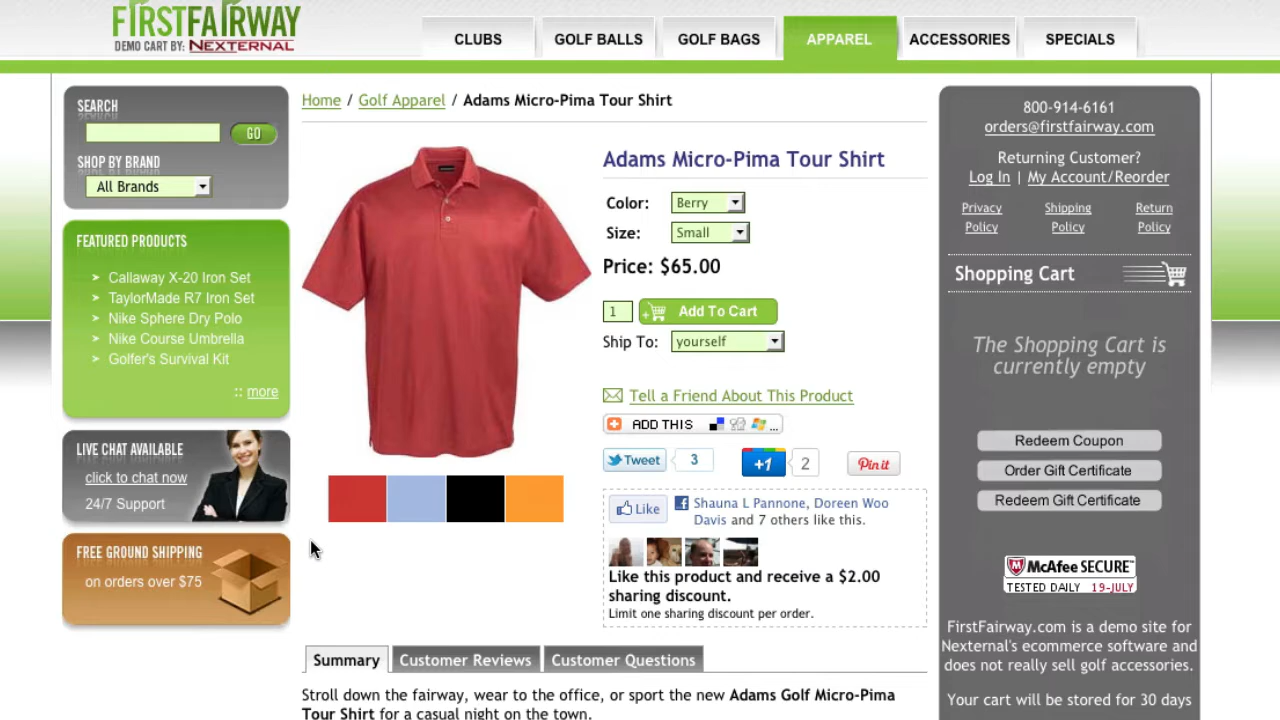 FIRSTFAIRWAY
DEMO CART BY: NEXTERNAL
CLUBS
GOLF BALLS
GOLF BAGS
APPAREL
ACCESSORIES
SPECIALS
SEARCH
GO
SHOP BY BRAND
All Brands
FEATURED PRODUCTS
➤ Callaway X-20 Iron Set
➤ TaylorMade R7 Iron Set
➤ Nike Sphere Dry Polo
➤ Nike Course Umbrella
➤ Golfer's Survival Kit
:: more
LIVE CHAT AVAILABLE
click to chat now
24/7 Support
FREE GROUND SHIPPING
on orders over $75
Home / Golf Apparel / Adams Micro-Pima Tour Shirt
Adams Micro-Pima Tour Shirt
Color: Berry
Size: Small
Price: $65.00
1 Add To Cart
Ship To: yourself
Tell a Friend About This Product
ADD THIS ...
Tweet 3 +1 2 Pin it
Like Shauna L Pannone, Doreen Woo
Davis and 7 others like this.
Like this product and receive a $2.00
sharing discount.
Limit one sharing discount per order.
Summary
Customer Reviews
Customer Questions
Stroll down the fairway, wear to the office, or sport the new Adams Golf Micro-Pima
Tour Shirt for a casual night on the town.
800-914-6161
orders@firstfairway.com
Returning Customer?
Log In | My Account/Reorder
Privacy Policy
Shipping Policy
Return Policy
Shopping Cart
The Shopping Cart is
currently empty
Redeem Coupon
Order Gift Certificate
Redeem Gift Certificate
McAfee SECURE™
TESTED DAILY 19-JULY
FirstFairway.com is a demo site for
Nexternal's ecommerce software and
does not really sell golf accessories.
Your cart will be stored for 30 days